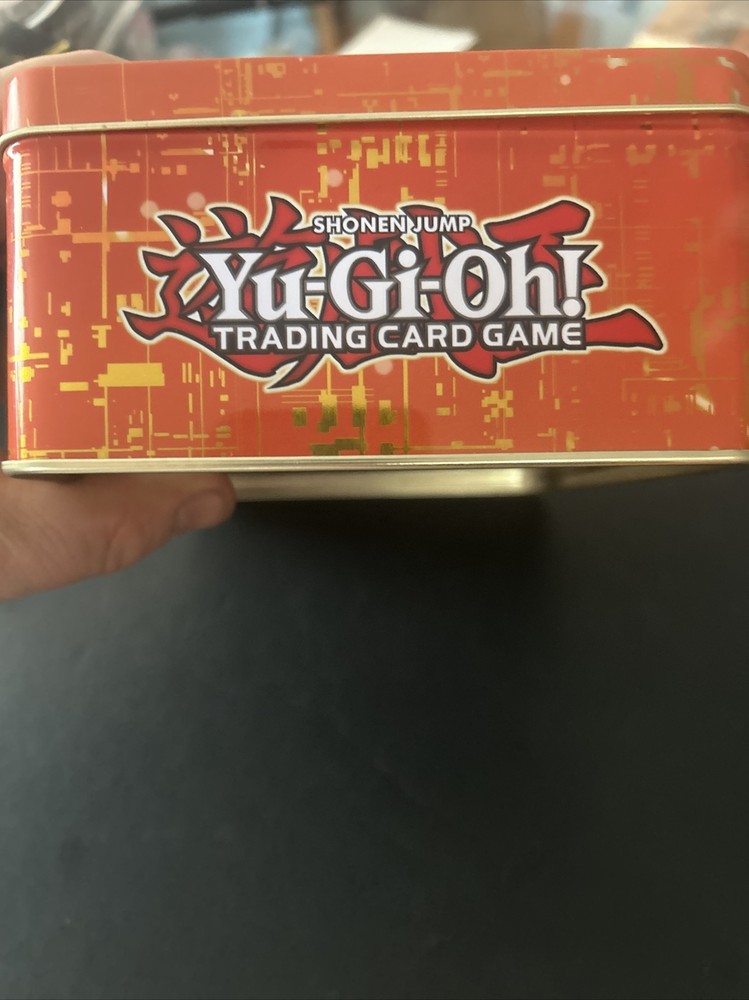 SHONEN JUMP
Yu-Gi-Oh!
TRADING CARD GAME